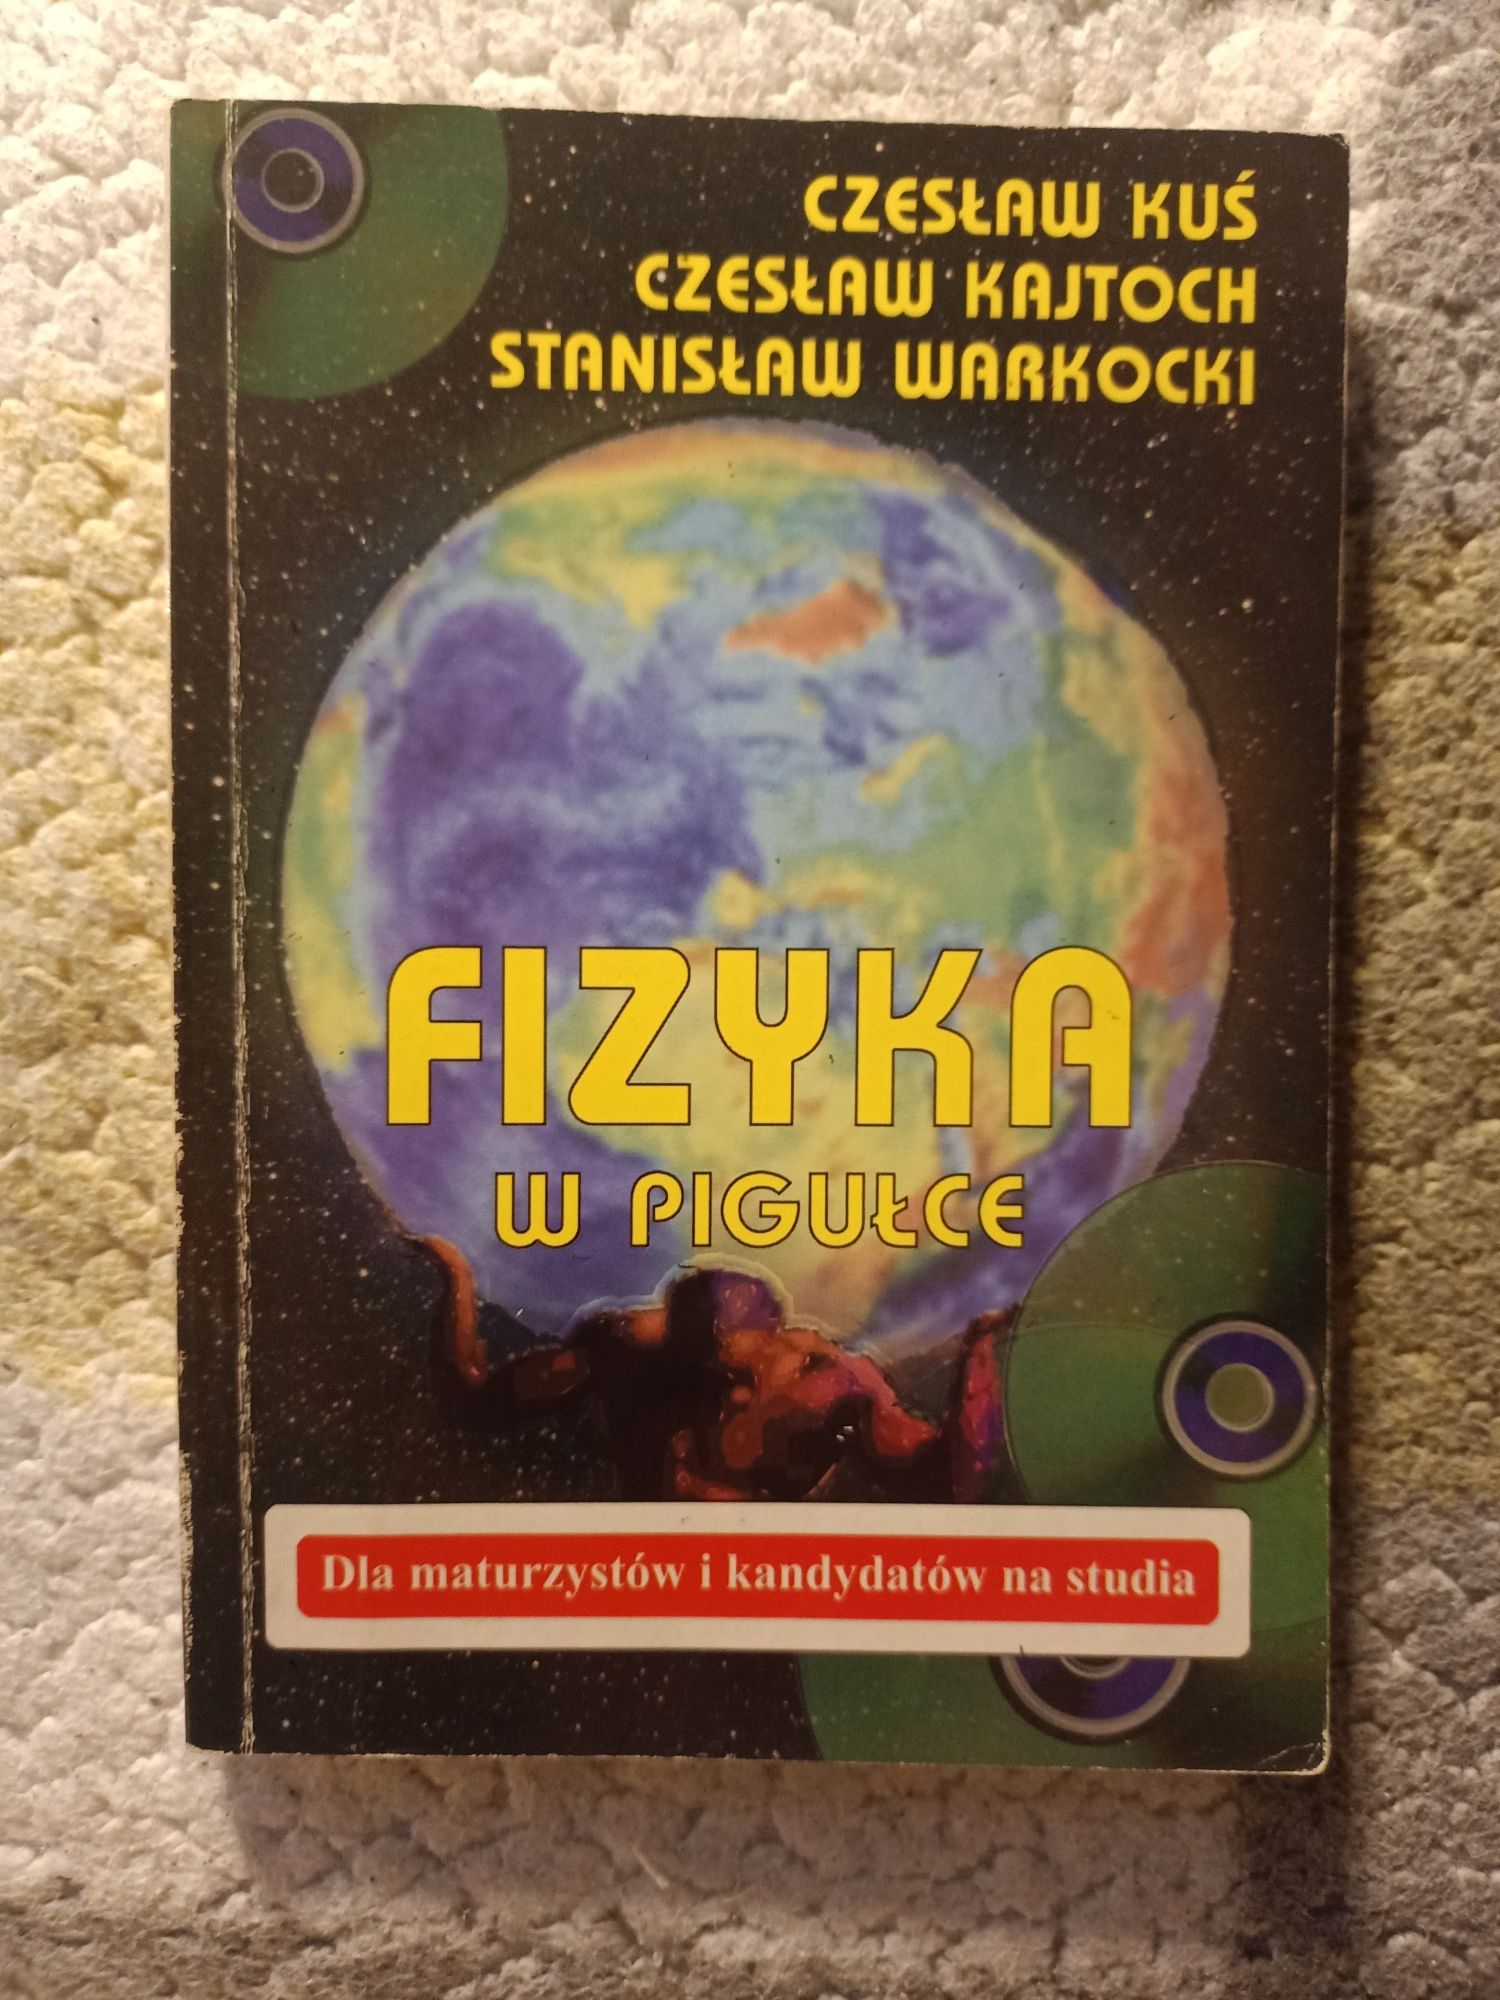 CZESŁAW KUŚ
CZESŁAW KAJTOCH
STANISŁAW WARKOCKI
FIZYKA
W PIGUŁCE
Dla maturzystów i kandydatów na studia